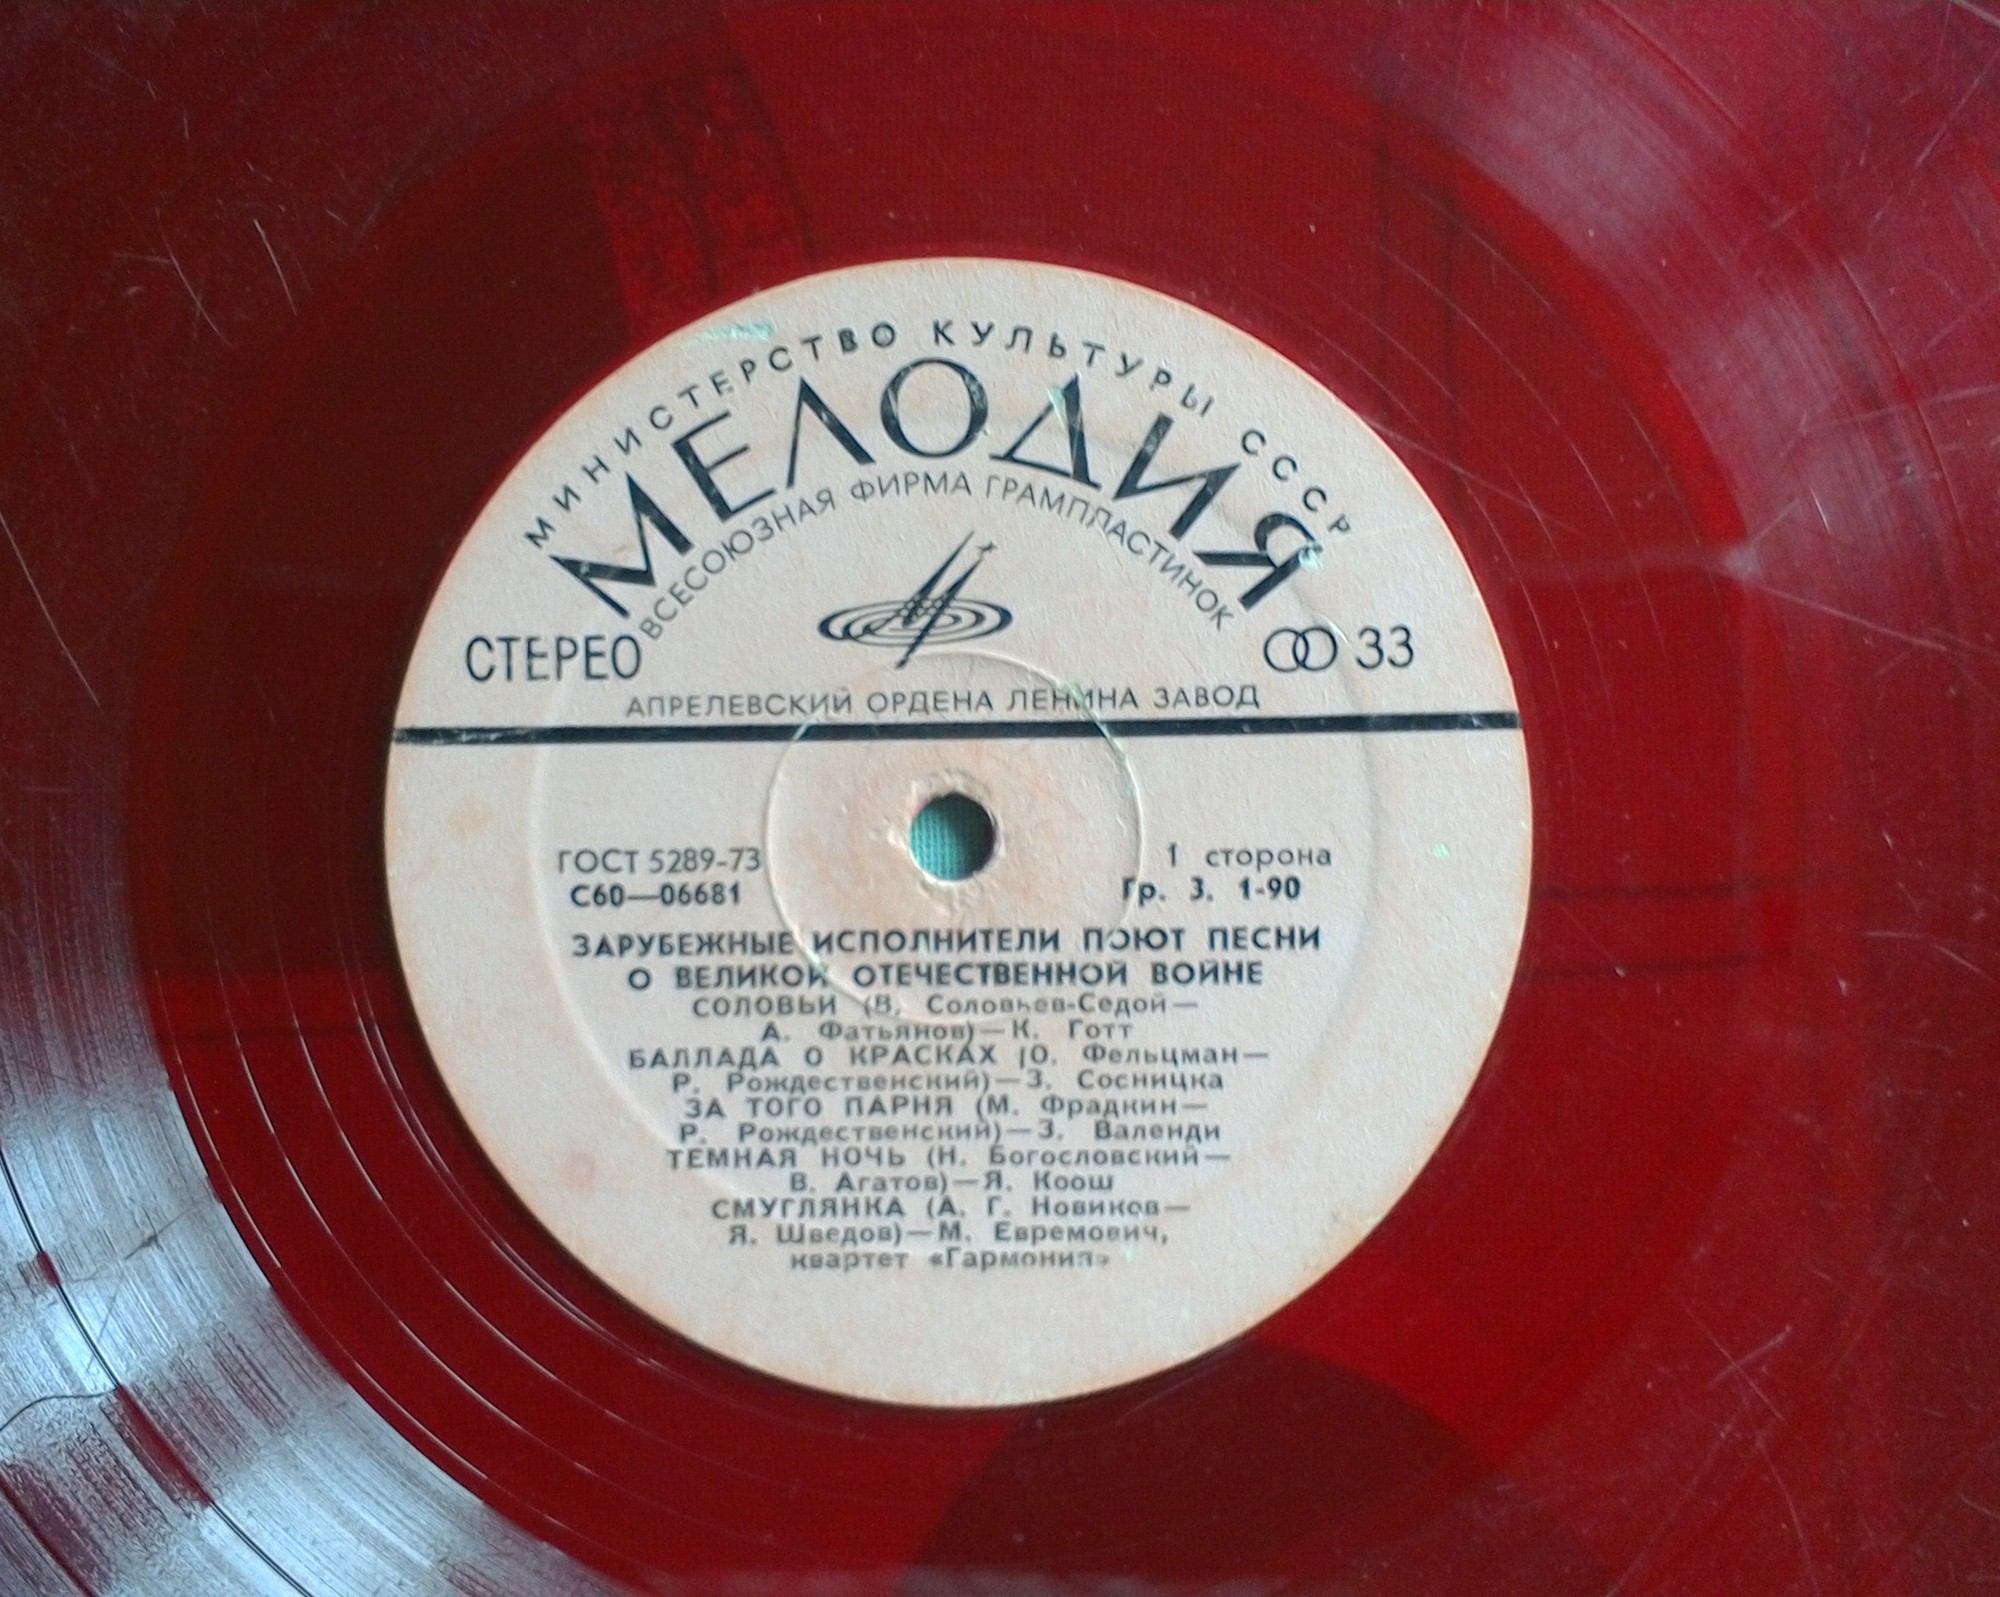 МИНИСТЕРСТВО КУЛЬТУРЫ СССР
МЕЛОДИЯ
ВСЕСОЮЗНАЯ ФИРМА ГРАМПЛАСТИНОК
СТЕРЕО
33
АПРЕЛЕВСКИЙ ОРДЕНА ЛЕНИНА ЗАВОД
ГОСТ 5289-73
1 сторона
С60—06681
Гр. 3. 1-90
ЗАРУБЕЖНЫЕ ИСПОЛНИТЕЛИ ПОЮТ ПЕСНИ
О ВЕЛИКОЙ ОТЕЧЕСТВЕННОЙ ВОЙНЕ
СОЛОВЬИ (В. Соловьев-Седой—
А. Фатьянов)—К. Готт
БАЛЛАДА О КРАСКАХ (О. Фельцман—
Р. Рождественский)—З. Сосницка
ЗА ТОГО ПАРНЯ (М. Фрадкин—
Р. Рождественский)—З. Валенди
ТЕМНАЯ НОЧЬ (Н. Богословский—
В. Агатов)—Я. Коош
СМУГЛЯНКА (А. Г. Новиков—
Я. Шведов)—М. Евремович,
квартет «Гармония»